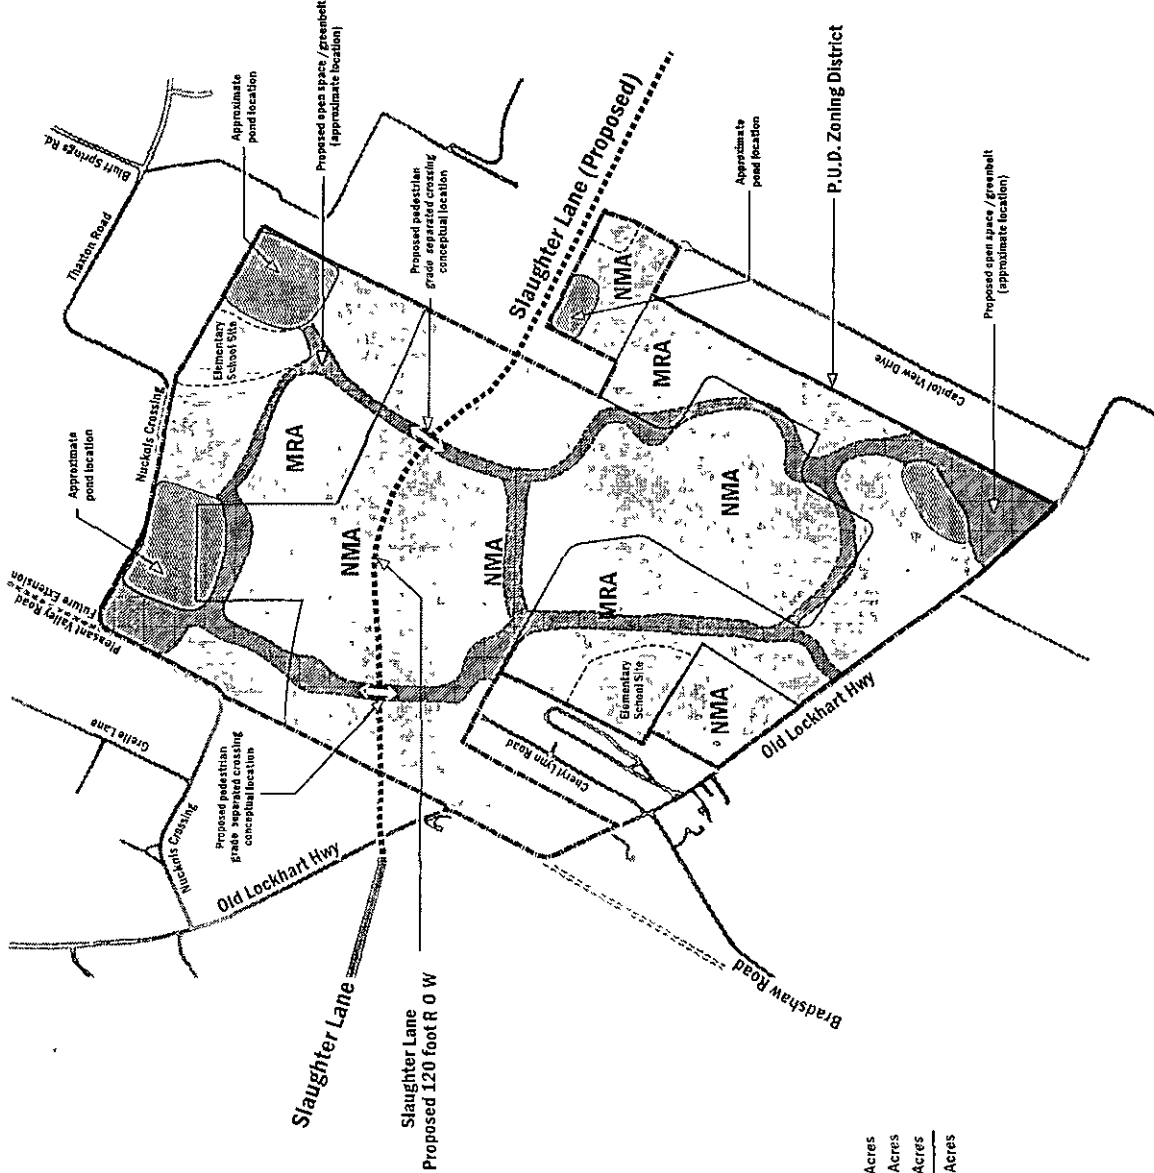 Bluff Springs Rd.
Thaxton Road
Approximate
pond location
Proposed open space / greenbelt
(approximate location)
Proposed pedestrian
grade separated crossing
conceptual location
Slaughter Lane (Proposed)
Approximate
pond location
P.U.D. Zoning District
Proposed open space / greenbelt
(approximate location)
Capitol View Drive
Nuckols Crossing
Elementary
School Site
Approximate
pond location
Pleasant Valley Road
Future Extension
MRA
NMA
NMA
MRA
NMA
NMA
MRA
Elementary
School Site
NMA
Old Lockhart Hwy
Cheryl Lynn Road
Grelle Lane
Nuckols Crossing
Proposed pedestrian
grade separated crossing
conceptual location
Old Lockhart Hwy
Slaughter Lane
Slaughter Lane
Proposed 120 foot R O W
Bradshaw Road
Acres
Acres
Acres
Acres